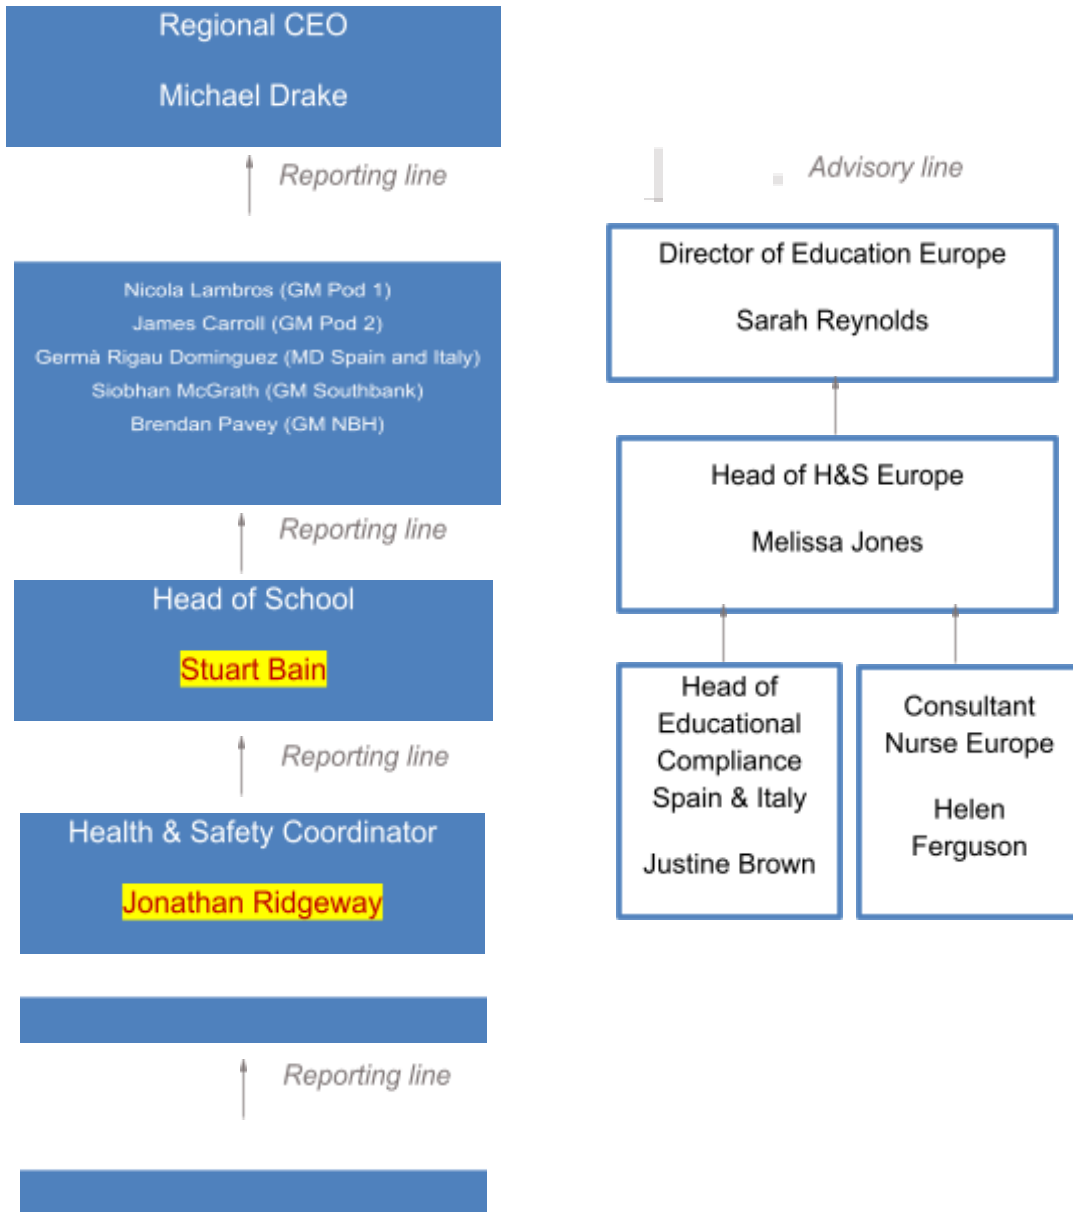 Regional CEO
Michael Drake
Reporting line
Nicola Lambros (GM Pod 1)
James Carroll (GM Pod 2)
Germà Rigau Dominguez (MD Spain and Italy)
Siobhan McGrath (GM Southbank)
Brendan Pavey (GM NBH)
Reporting line
Head of School
Stuart Bain
Reporting line
Health & Safety Coordinator
Jonathan Ridgeway
Reporting line
Advisory line
Director of Education Europe
Sarah Reynolds
Head of H&S Europe
Melissa Jones
Head of
Educational
Compliance
Spain & Italy
Justine Brown
Consultant
Nurse Europe
Helen
Ferguson